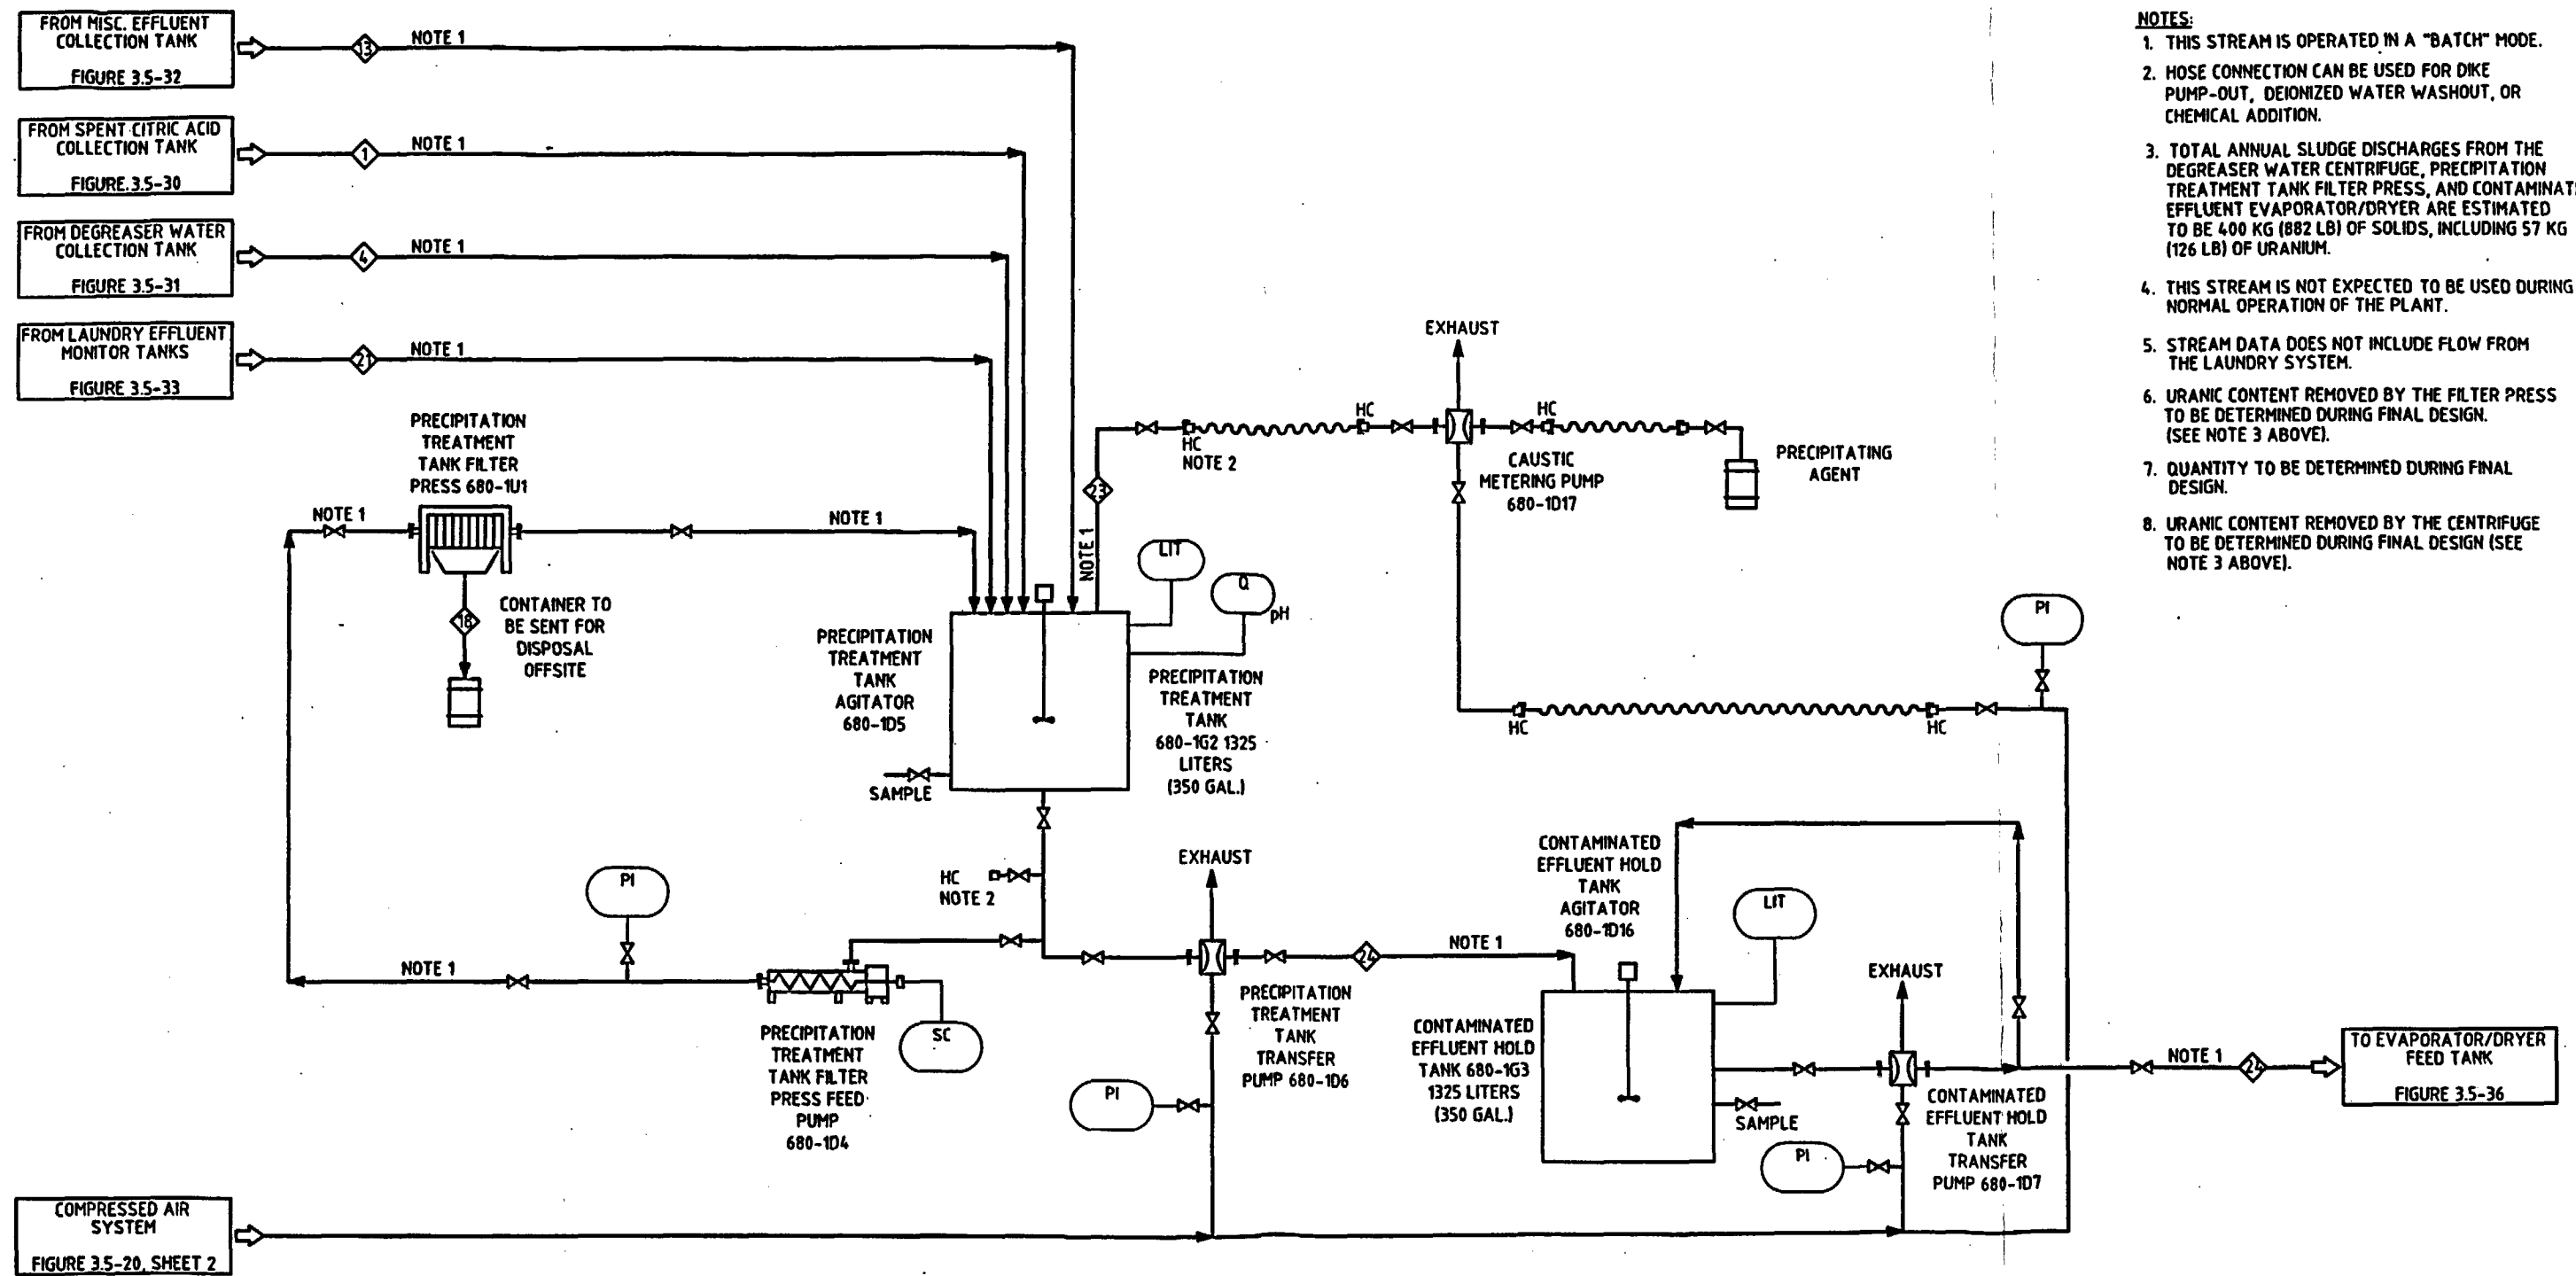 FROM MISC. EFFLUENT
COLLECTION TANK
FIGURE 3.5-32
13
NOTE 1
FROM SPENT CITRIC ACID
COLLECTION TANK
FIGURE.3.5-30
1
NOTE 1
FROM DEGREASER WATER
COLLECTION TANK
FIGURE 3.5-31
4
NOTE 1
FROM LAUNDRY EFFLUENT
MONITOR TANKS
FIGURE 3.5-33
21
NOTE 1
PRECIPITATION
TREATMENT
TANK FILTER
PRESS 680-1U1
NOTE 1
NOTE 1
18
CONTAINER TO
BE SENT FOR
DISPOSAL
OFFSITE
PRECIPITATION
TREATMENT
TANK
AGITATOR
680-1D5
SAMPLE
LIT
Q
pH
PRECIPITATION
TREATMENT
TANK
680-1G2 1325
LITERS
(350 GAL.)
NOTE 1
23
HC
NOTE 2
HC
EXHAUST
HC
CAUSTIC
METERING PUMP
680-1D17
PRECIPITATING
AGENT
HC
HC
PI
HC
NOTE 2
PI
NOTE 1
SC
PRECIPITATION
TREATMENT
TANK FILTER
PRESS FEED
PUMP
680-1D4
EXHAUST
24
NOTE 1
PRECIPITATION
TREATMENT
TANK
TRANSFER
PUMP 680-1D6
PI
CONTAMINATED
EFFLUENT HOLD
TANK
AGITATOR
680-1D16
LIT
CONTAMINATED
EFFLUENT HOLD
TANK 680-1G3
1325 LITERS
(350 GAL.)
EXHAUST
SAMPLE
CONTAMINATED
EFFLUENT HOLD
TANK
TRANSFER
PUMP 680-1D7
PI
NOTE 1
24
TO EVAPORATOR/DRYER
FEED TANK
FIGURE 3.5-36
COMPRESSED AIR
SYSTEM
FIGURE 3.5-20, SHEET 2
NOTES:
1. THIS STREAM IS OPERATED IN A "BATCH" MODE.
2. HOSE CONNECTION CAN BE USED FOR DIKE
PUMP-OUT, DEIONIZED WATER WASHOUT, OR
CHEMICAL ADDITION.
3. TOTAL ANNUAL SLUDGE DISCHARGES FROM THE
DEGREASER WATER CENTRIFUGE, PRECIPITATION
TREATMENT TANK FILTER PRESS, AND CONTAMINAT
EFFLUENT EVAPORATOR/DRYER ARE ESTIMATED
TO BE 400 KG (882 LB) OF SOLIDS, INCLUDING 57 KG
(126 LB) OF URANIUM.
4. THIS STREAM IS NOT EXPECTED TO BE USED DURING
NORMAL OPERATION OF THE PLANT.
5. STREAM DATA DOES NOT INCLUDE FLOW FROM
THE LAUNDRY SYSTEM.
6. URANIC CONTENT REMOVED BY THE FILTER PRESS
TO BE DETERMINED DURING FINAL DESIGN.
(SEE NOTE 3 ABOVE).
7. QUANTITY TO BE DETERMINED DURING FINAL
DESIGN.
8. URANIC CONTENT REMOVED BY THE CENTRIFUGE
TO BE DETERMINED DURING FINAL DESIGN (SEE
NOTE 3 ABOVE).